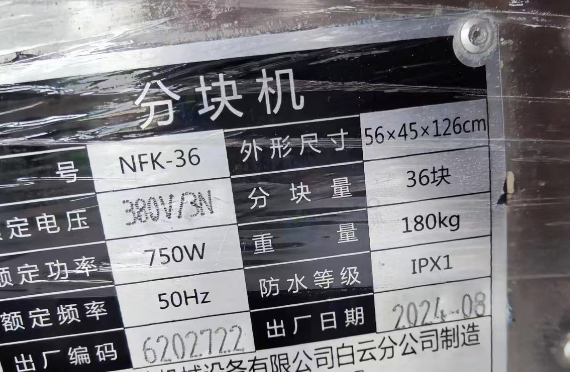 分块机
号 NFK-36 外形尺寸 56×45×126cm
定电压 380V/3N 分块量 36块
额定功率 750W 重量 180kg
额定频率 50Hz 防水等级 IPX1
出厂编码 6202722 出厂日期 2024-08
机械设备有限公司白云分公司制造